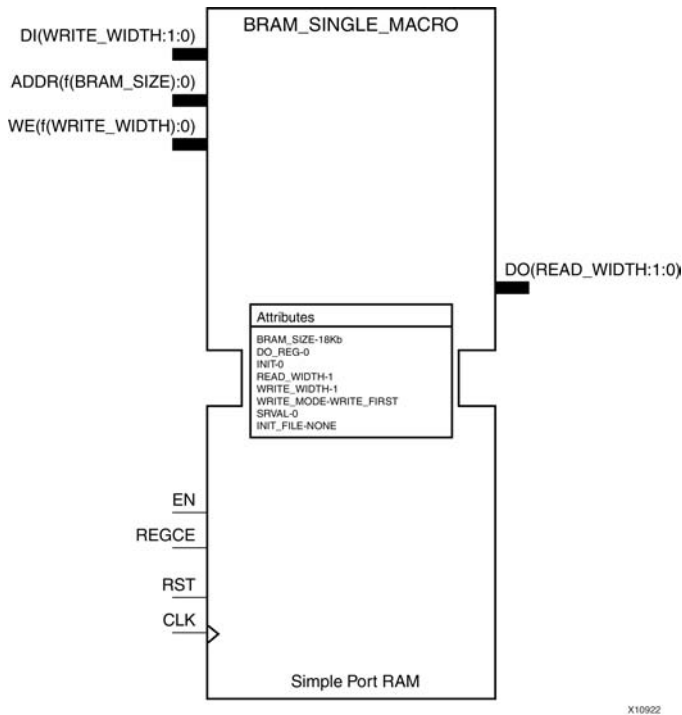 BRAM_SINGLE_MACRO
DI(WRITE_WIDTH:1:0)
ADDR(f(BRAM_SIZE):0)
WE(f(WRITE_WIDTH):0)
DO(READ_WIDTH:1:0)
Attributes
BRAM_SIZE-18Kb
DO_REG-0
INIT-0
READ_WIDTH-1
WRITE_WIDTH-1
WRITE_MODE-WRITE_FIRST
SRVAL-0
INIT_FILE-NONE
EN
REGCE
RST
CLK
Simple Port RAM
X10922